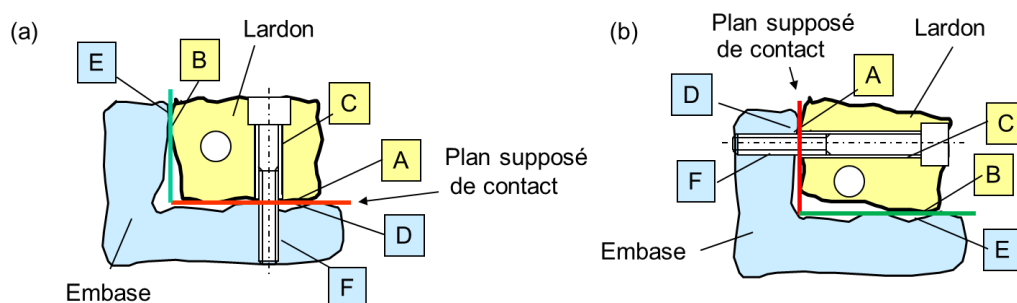 (a)
Lardon
E
B
C
A
Plan supposé
de contact
D
F
Embase
(b)
Plan supposé
de contact
Lardon
A
D
C
F
B
Embase
E